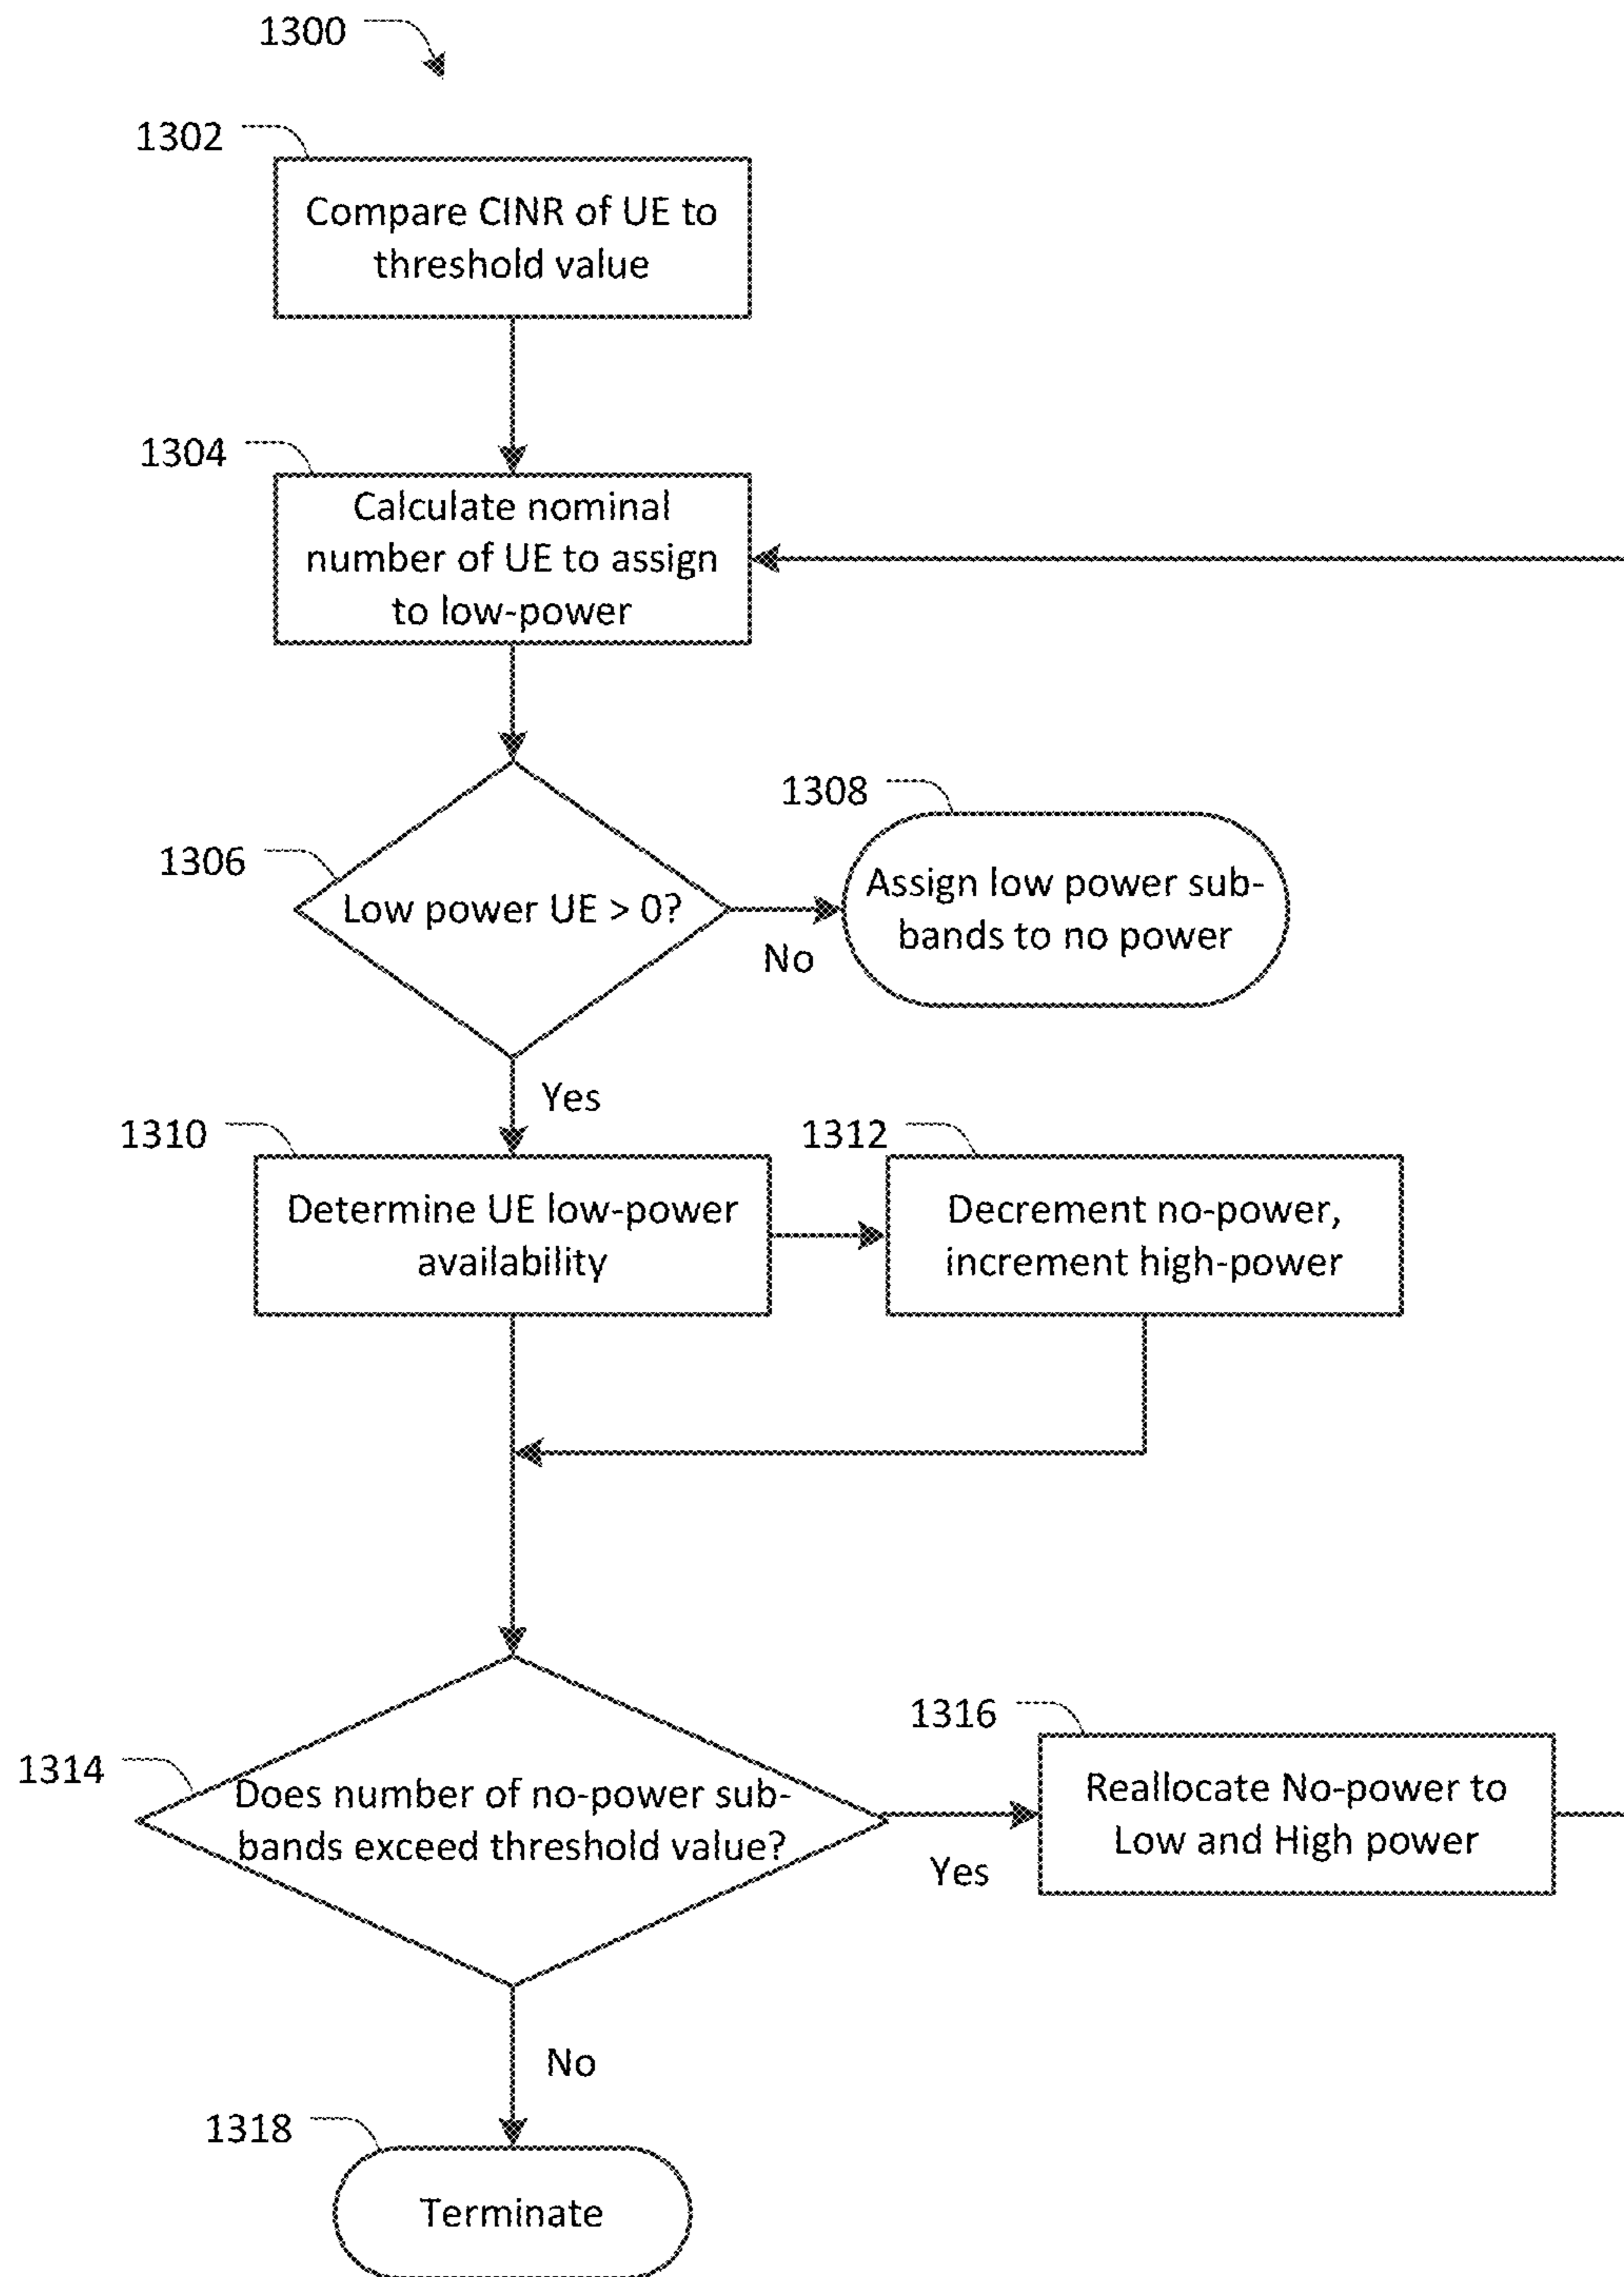 1300
1302
Compare CINR of UE to
threshold value
1304
Calculate nominal
number of UE to assign
to low-power
1306
Low power UE > 0?
No
1308
Assign low power sub-
bands to no power
Yes
1310
Determine UE low-power
availability
1312
Decrement no-power,
increment high-power
1314
Does number of no-power sub-
bands exceed threshold value?
Yes
1316
Reallocate No-power to
Low and High power
No
1318
Terminate